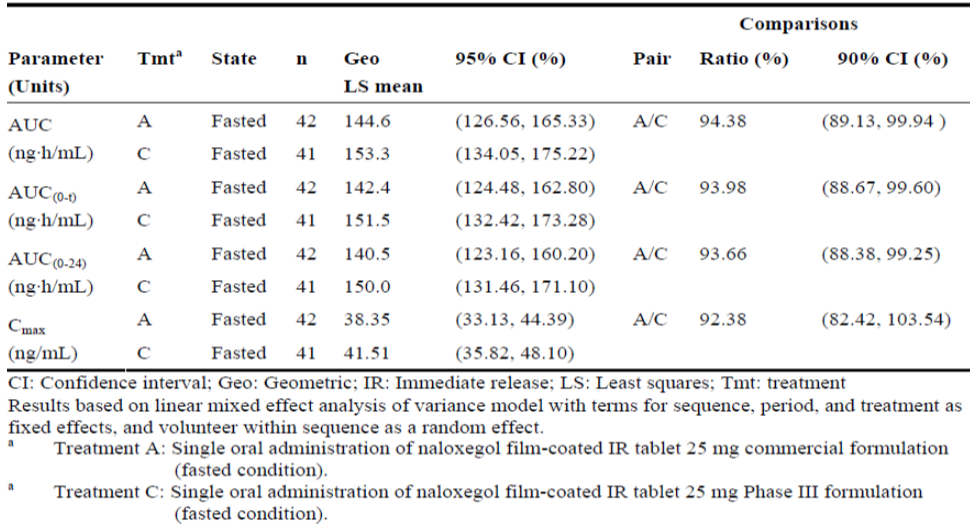 Comparisons
Parameter Tmtᵃ State n Geo 95% CI (%) Pair Ratio (%) 90% CI (%)
(Units) LS mean
AUC A Fasted 42 144.6 (126.56, 165.33) A/C 94.38 (89.13, 99.94 )
(ng·h/mL) C Fasted 41 153.3 (134.05, 175.22)
AUC(0-t) A Fasted 42 142.4 (124.48, 162.80) A/C 93.98 (88.67, 99.60)
(ng·h/mL) C Fasted 41 151.5 (132.42, 173.28)
AUC(0-24) A Fasted 42 140.5 (123.16, 160.20) A/C 93.66 (88.38, 99.25)
(ng·h/mL) C Fasted 41 150.0 (131.46, 171.10)
Cmax A Fasted 42 38.35 (33.13, 44.39) A/C 92.38 (82.42, 103.54)
(ng/mL) C Fasted 41 41.51 (35.82, 48.10)
CI: Confidence interval; Geo: Geometric; IR: Immediate release; LS: Least squares; Tmt: treatment
Results based on linear mixed effect analysis of variance model with terms for sequence, period, and treatment as
fixed effects, and volunteer within sequence as a random effect.
ᵃ Treatment A: Single oral administration of naloxegol film-coated IR tablet 25 mg commercial formulation
(fasted condition).
ᵃ Treatment C: Single oral administration of naloxegol film-coated IR tablet 25 mg Phase III formulation
(fasted condition).